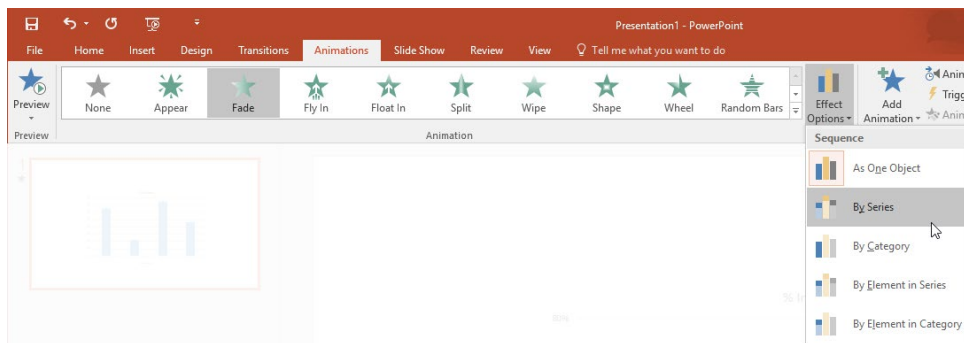 Presentation1 - PowerPoint
File Home Insert Design Transitions Animations Slide Show Review View Tell me what you want to do
Preview None Appear Fade Fly In Float In Split Wipe Shape Wheel Random Bars Effect Options Add Animation
Trigg
Preview Animation
Sequence
As One Object
By Series
By Category
By Element in Series
By Element in Category